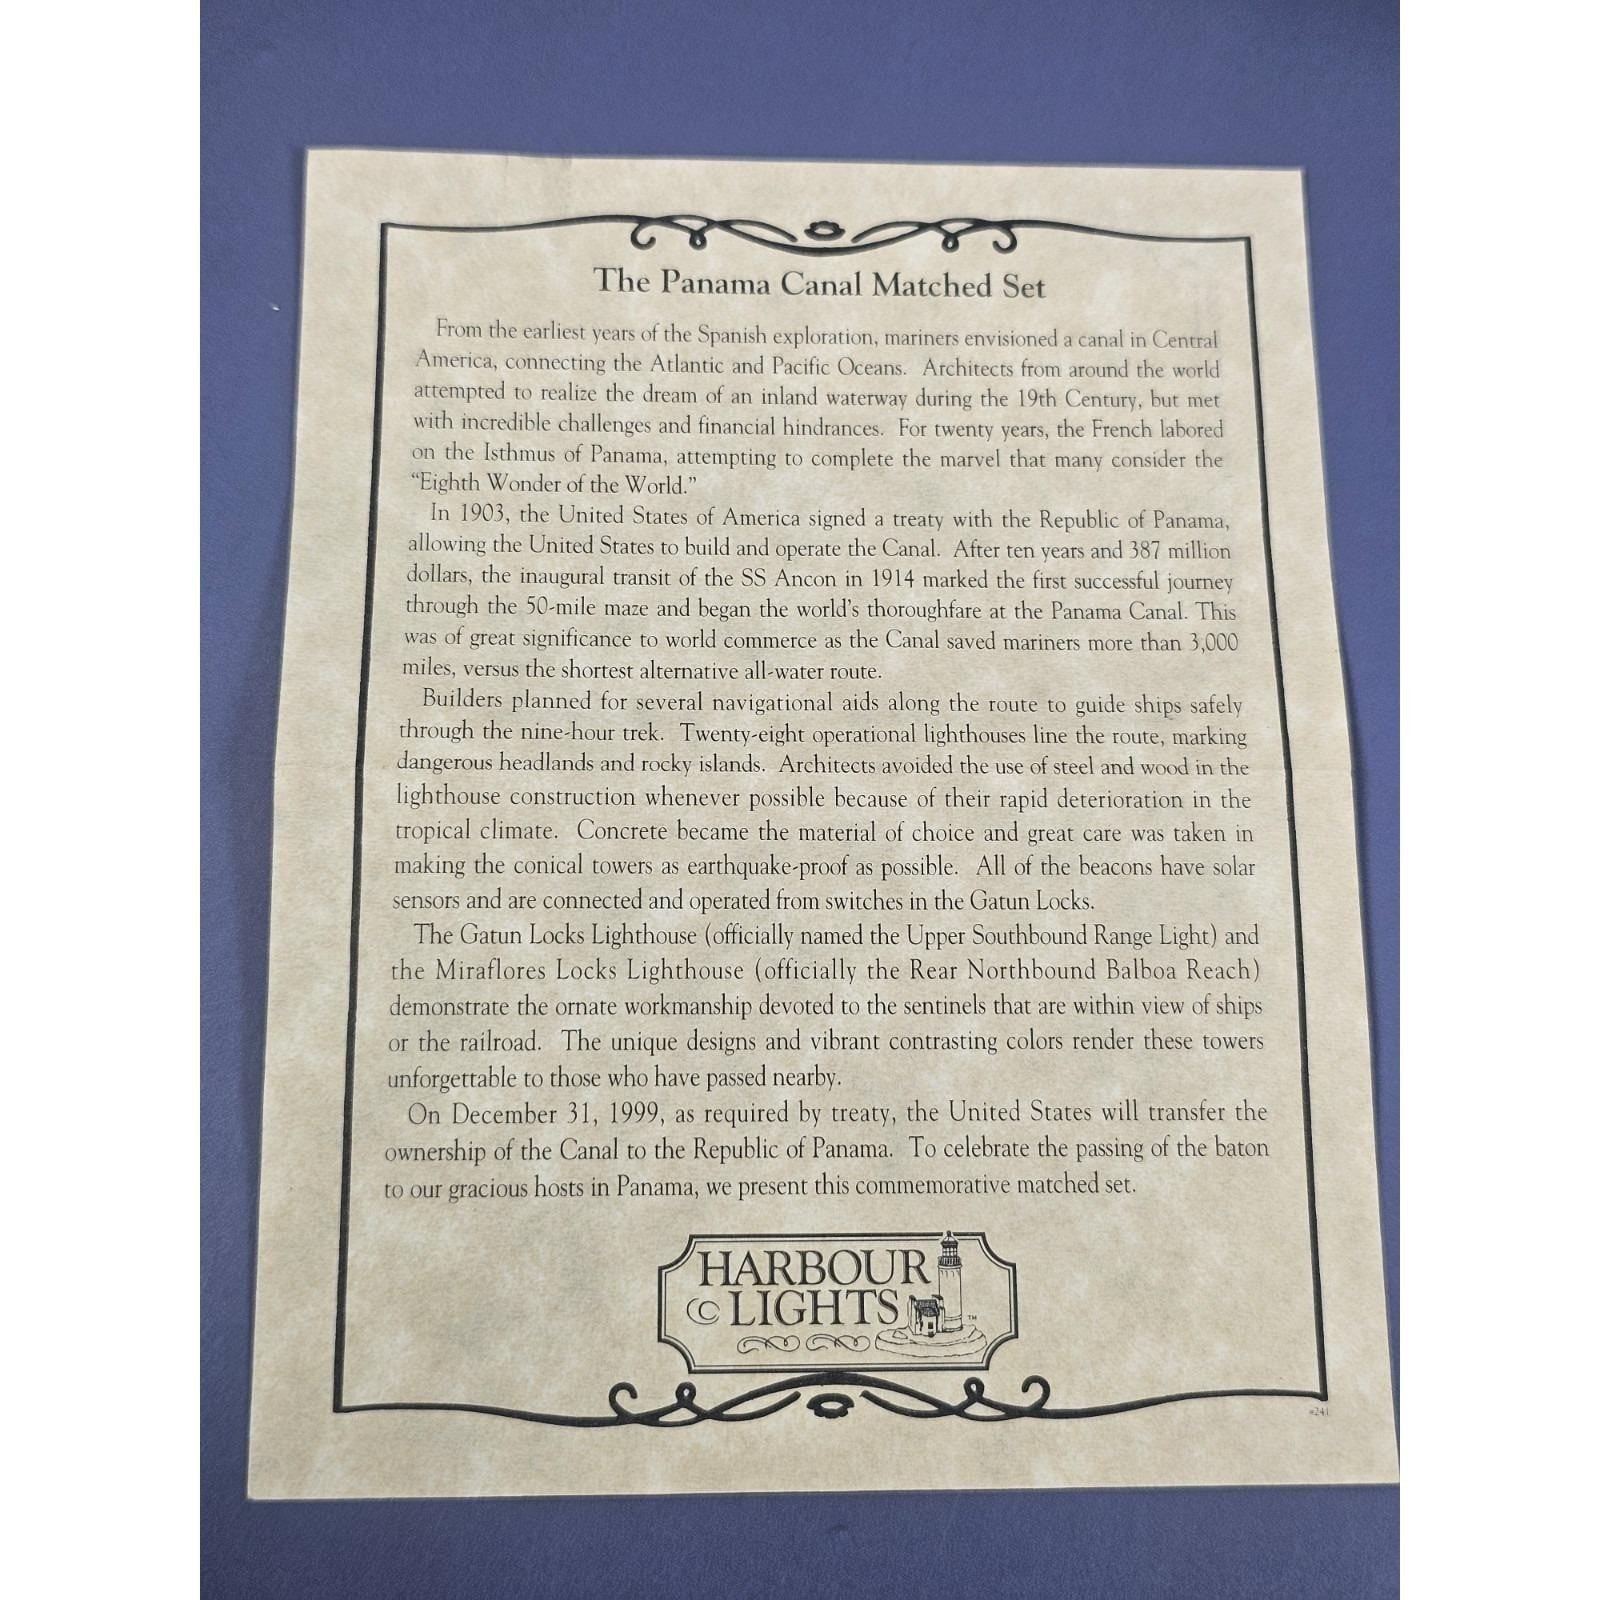 The Panama Canal Matched Set
From the earliest years of the Spanish exploration, mariners envisioned a canal in Central
America, connecting the Atlantic and Pacific Oceans. Architects from around the world
attempted to realize the dream of an inland waterway during the 19th Century, but met
with incredible challenges and financial hindrances. For twenty years, the French labored
on the Isthmus of Panama, attempting to complete the marvel that many consider the
“Eighth Wonder of the World.”
In 1903, the United States of America signed a treaty with the Republic of Panama,
allowing the United States to build and operate the Canal. After ten years and 387 million
dollars, the inaugural transit of the SS Ancon in 1914 marked the first successful journey
through the 50-mile maze and began the world's thoroughfare at the Panama Canal. This
was of great significance to world commerce as the Canal saved mariners more than 3,000
miles, versus the shortest alternative all-water route.
Builders planned for several navigational aids along the route to guide ships safely
through the nine-hour trek. Twenty-eight operational lighthouses line the route, marking
dangerous headlands and rocky islands. Architects avoided the use of steel and wood in the
lighthouse construction whenever possible because of their rapid deterioration in the
tropical climate. Concrete became the material of choice and great care was taken in
making the conical towers as earthquake-proof as possible. All of the beacons have solar
sensors and are connected and operated from switches in the Gatun Locks.
The Gatun Locks Lighthouse (officially named the Upper Southbound Range Light) and
the Miraflores Locks Lighthouse (officially the Rear Northbound Balboa Reach)
demonstrate the ornate workmanship devoted to the sentinels that are within view of ships
or the railroad. The unique designs and vibrant contrasting colors render these towers
unforgettable to those who have passed nearby.
On December 31, 1999, as required by treaty, the United States will transfer the
ownership of the Canal to the Republic of Panama. To celebrate the passing of the baton
to our gracious hosts in Panama, we present this commemorative matched set.
HARBOUR
© LIGHTS ™
#241